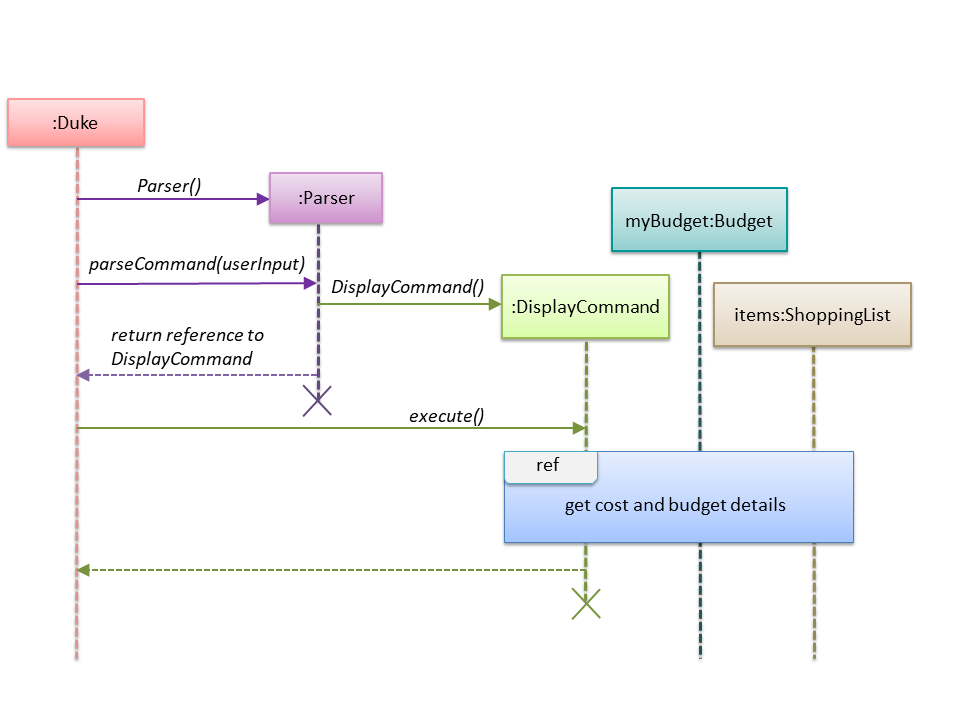 :Duke
Parser()
:Parser
myBudget:Budget
parseCommand(userInput)
DisplayCommand()
:DisplayCommand
items:ShoppingList
return reference to
DisplayCommand
execute()
ref
get cost and budget details